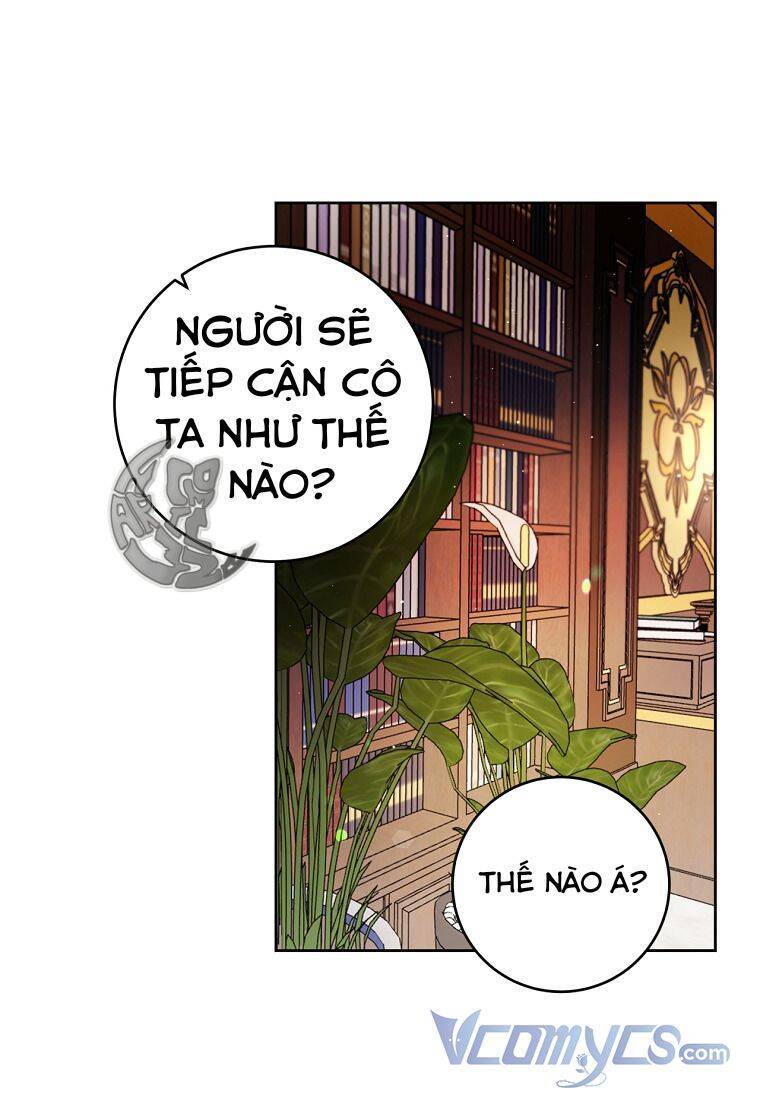 NGƯỜI SẼ
TIẾP CẬN CÔ
TA NHƯ THẾ
NÀO?
THẾ NÀO Á?
VCOMYCS.com